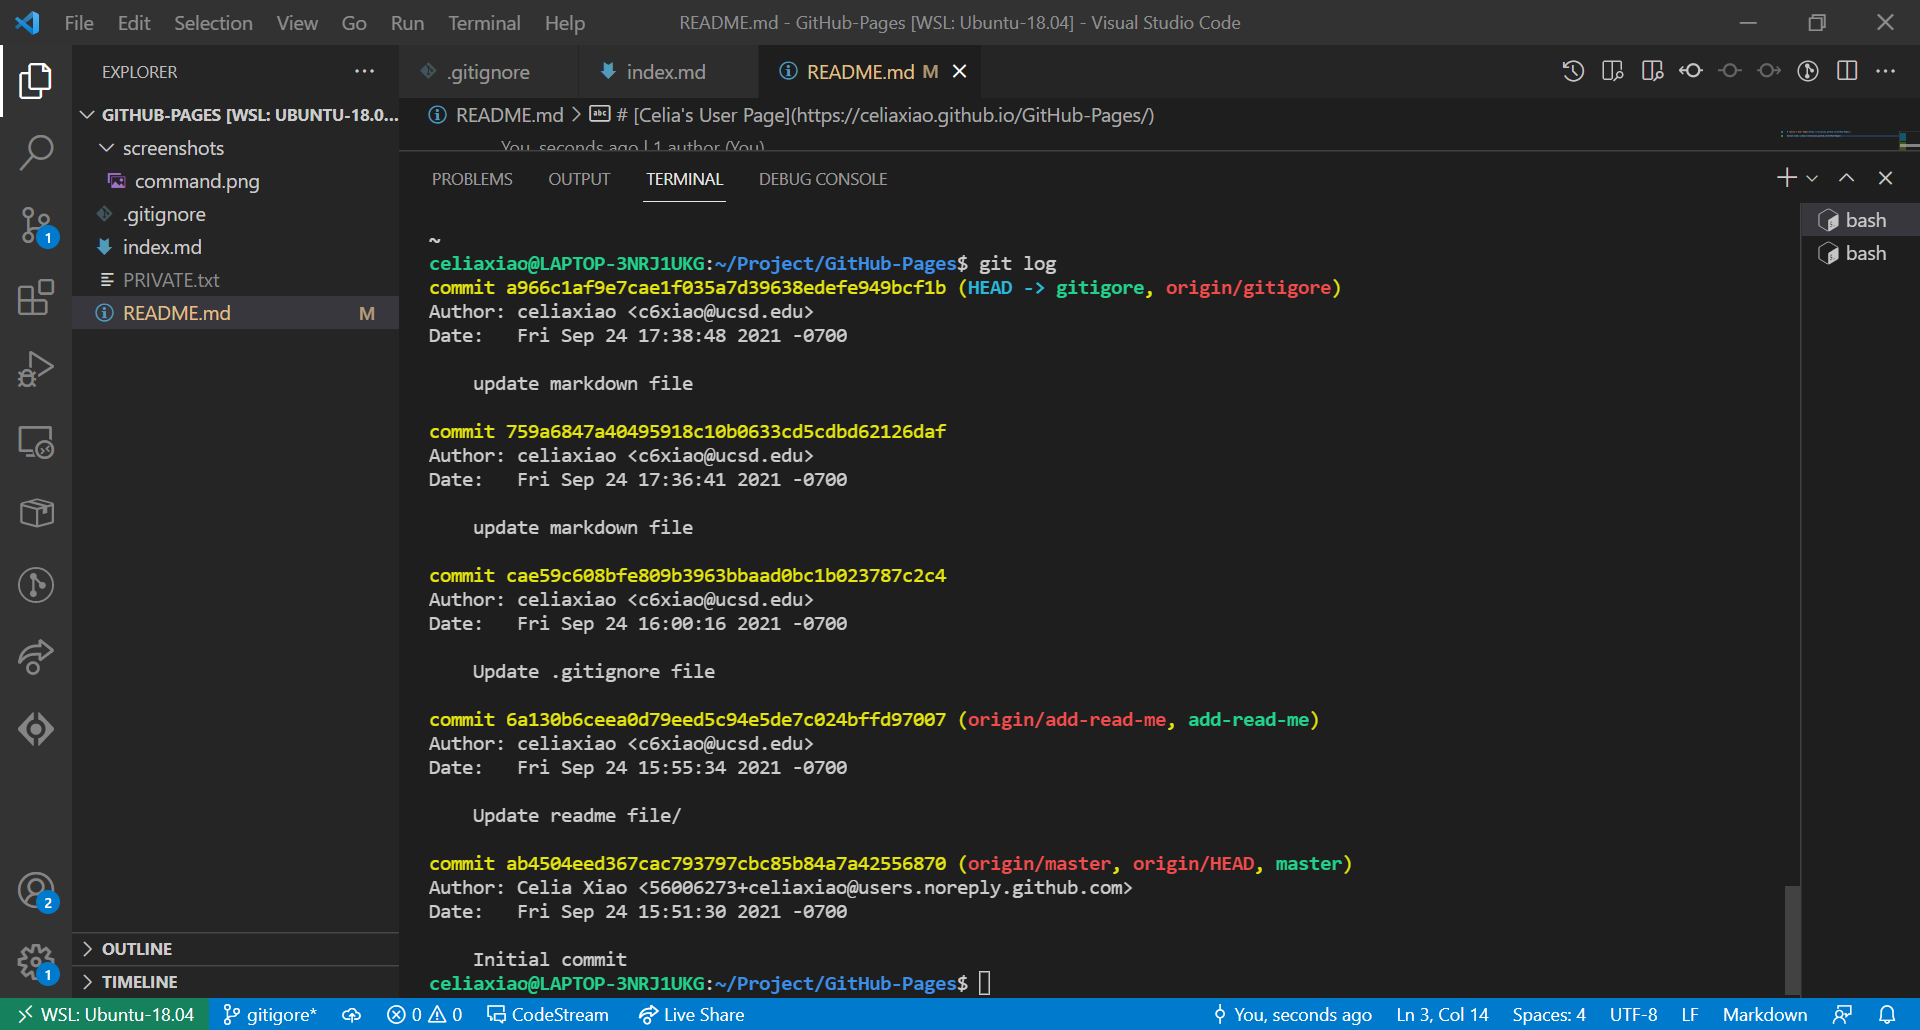 File Edit Selection View Go Run Terminal Help README.md - GitHub-Pages [WSL: Ubuntu-18.04] - Visual Studio Code
EXPLORER
.gitignore index.md README.md M
GITHUB-PAGES [WSL: UBUNTU-18.0...
README.md > # [Celia's User Page](https://celiaxiao.github.io/GitHub-Pages/)
screenshots
You, seconds ago | 1 author (You)
command.png
PROBLEMS OUTPUT TERMINAL DEBUG CONSOLE
.gitignore
index.md
PRIVATE.txt
README.md M
bash
bash
~
celiaxiao@LAPTOP-3NRJ1UKG:~/Project/GitHub-Pages$ git log
commit a966c1af9e7cae1f035a7d39638edefe949bcf1b (HEAD -> gitigore, origin/gitigore)
Author: celiaxiao <c6xiao@ucsd.edu>
Date:   Fri Sep 24 17:38:48 2021 -0700
update markdown file
commit 759a6847a40495918c10b0633cd5cdbd62126daf
Author: celiaxiao <c6xiao@ucsd.edu>
Date:   Fri Sep 24 17:36:41 2021 -0700
update markdown file
commit cae59c608bfe809b3963bbaad0bc1b023787c2c4
Author: celiaxiao <c6xiao@ucsd.edu>
Date:   Fri Sep 24 16:00:16 2021 -0700
Update .gitignore file
commit 6a130b6ceea0d79eed5c94e5de7c024bffd97007 (origin/add-read-me, add-read-me)
Author: celiaxiao <c6xiao@ucsd.edu>
Date:   Fri Sep 24 15:55:34 2021 -0700
Update readme file/
commit ab4504eed367cac793797cbc85b84a7a42556870 (origin/master, origin/HEAD, master)
Author: Celia Xiao <56006273+celiaxiao@users.noreply.github.com>
Date:   Fri Sep 24 15:51:30 2021 -0700
Initial commit
celiaxiao@LAPTOP-3NRJ1UKG:~/Project/GitHub-Pages$
1
2
1
OUTLINE
TIMELINE
WSL: Ubuntu-18.04 gitigore* 0 0 CodeStream Live Share You, seconds ago Ln 3, Col 14 Spaces: 4 UTF-8 LF Markdown